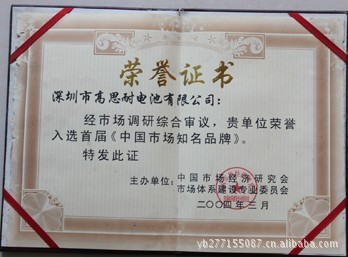 荣誉证书
深圳市高思耐电池有限公司：
经市场调研综合审议，贵单位荣誉
入选首届《中国市场知名品牌》。
特发此证
主办单位：中国市场经济研究会
市场体系建设专业委员会
二〇〇四年三月
yb277155087.cn.alibaba.com